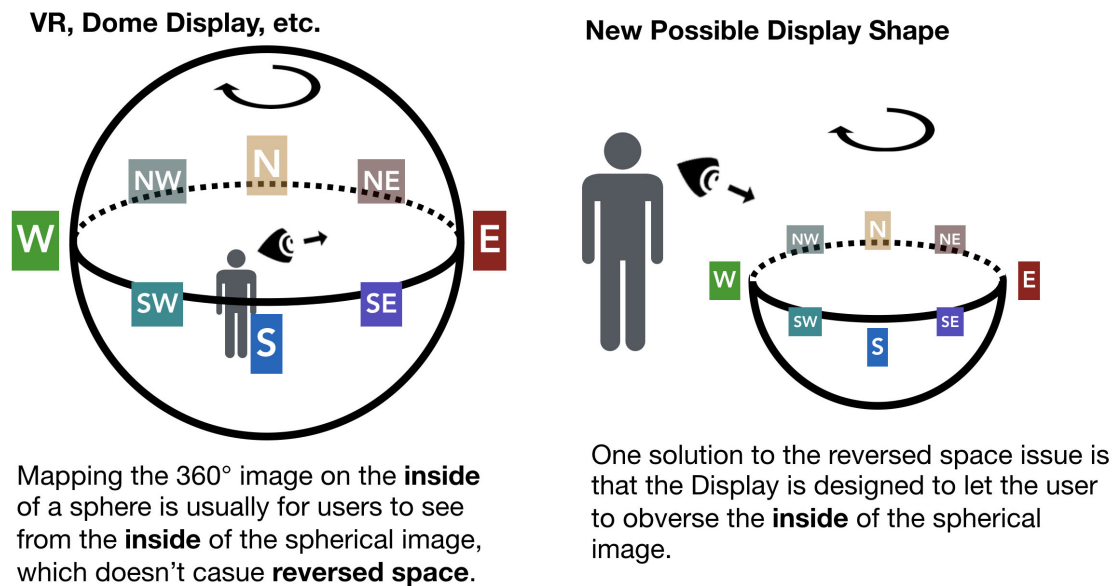 VR, Dome Display, etc.
N
NW
NE
W
E
SW
SE
S
Mapping the 360° image on the inside
of a sphere is usually for users to see
from the inside of the spherical image,
which doesn't casue reversed space.
New Possible Display Shape
N
NW
NE
W
E
SW
SE
S
One solution to the reversed space issue is
that the Display is designed to let the user
to obverse the inside of the spherical
image.